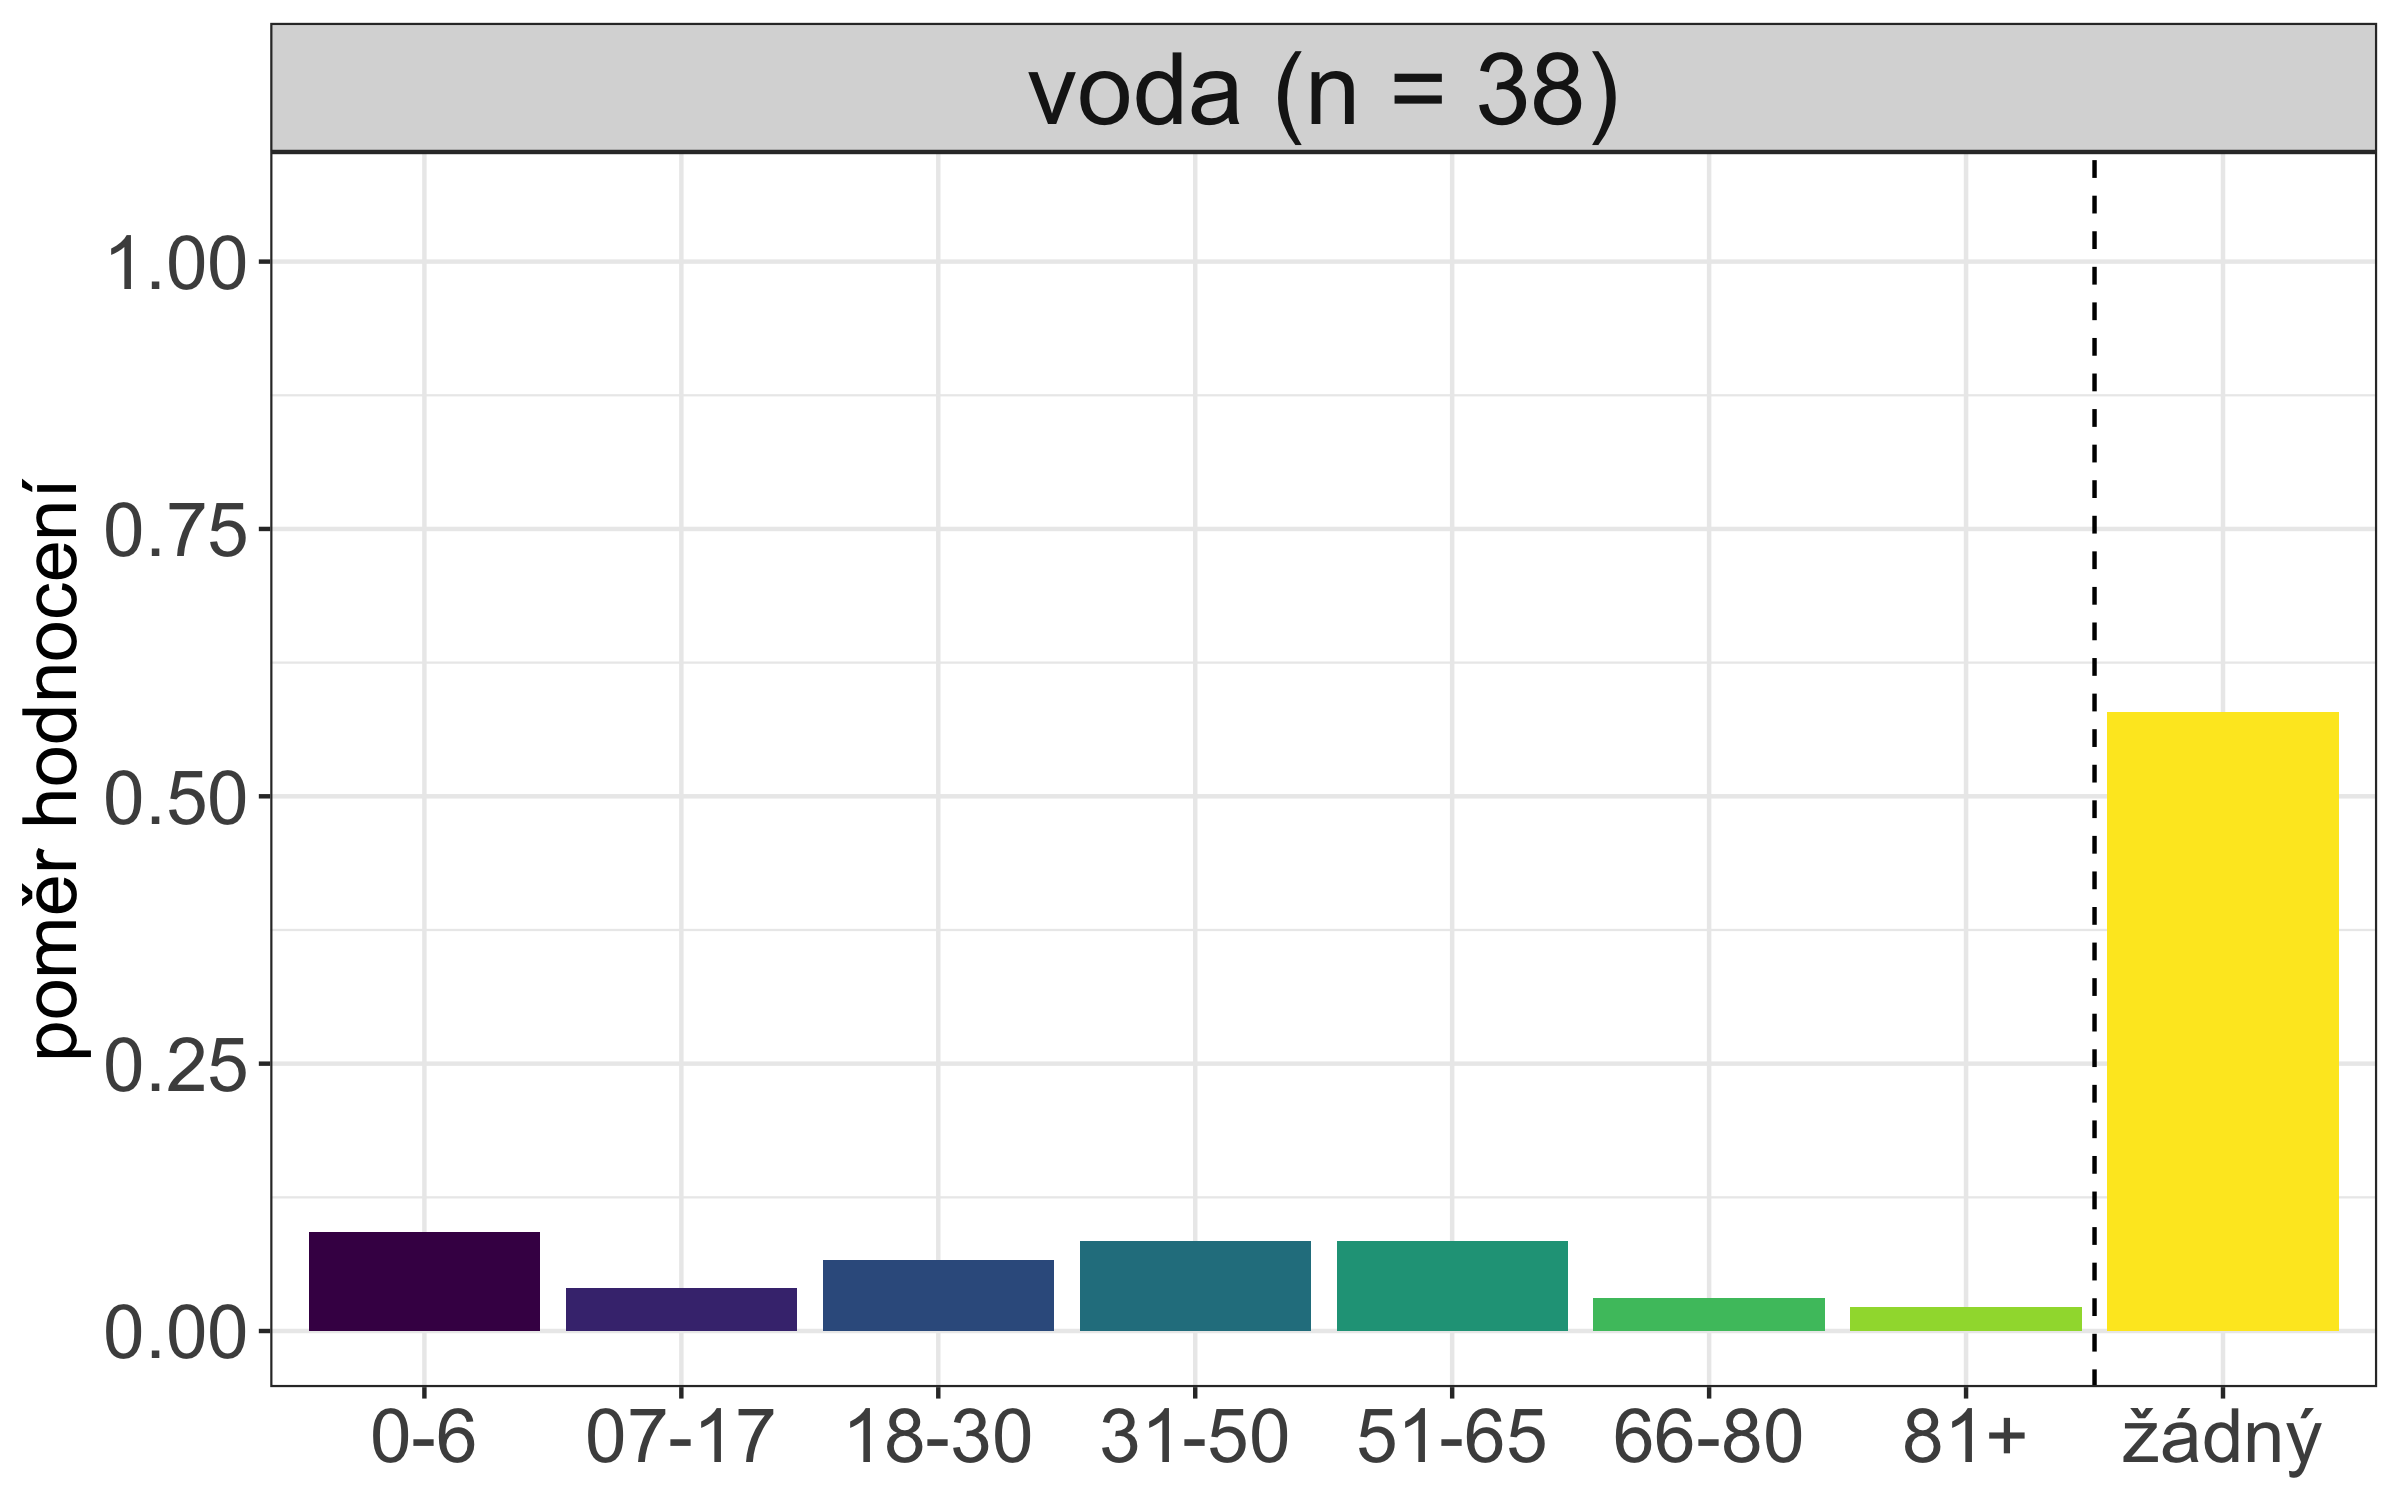 voda (n = 38)
poměr hodnocení
1.00
0.75
0.50
0.25
0.00
0-6 07-17 18-30 31-50 51-65 66-80 81+ žádný